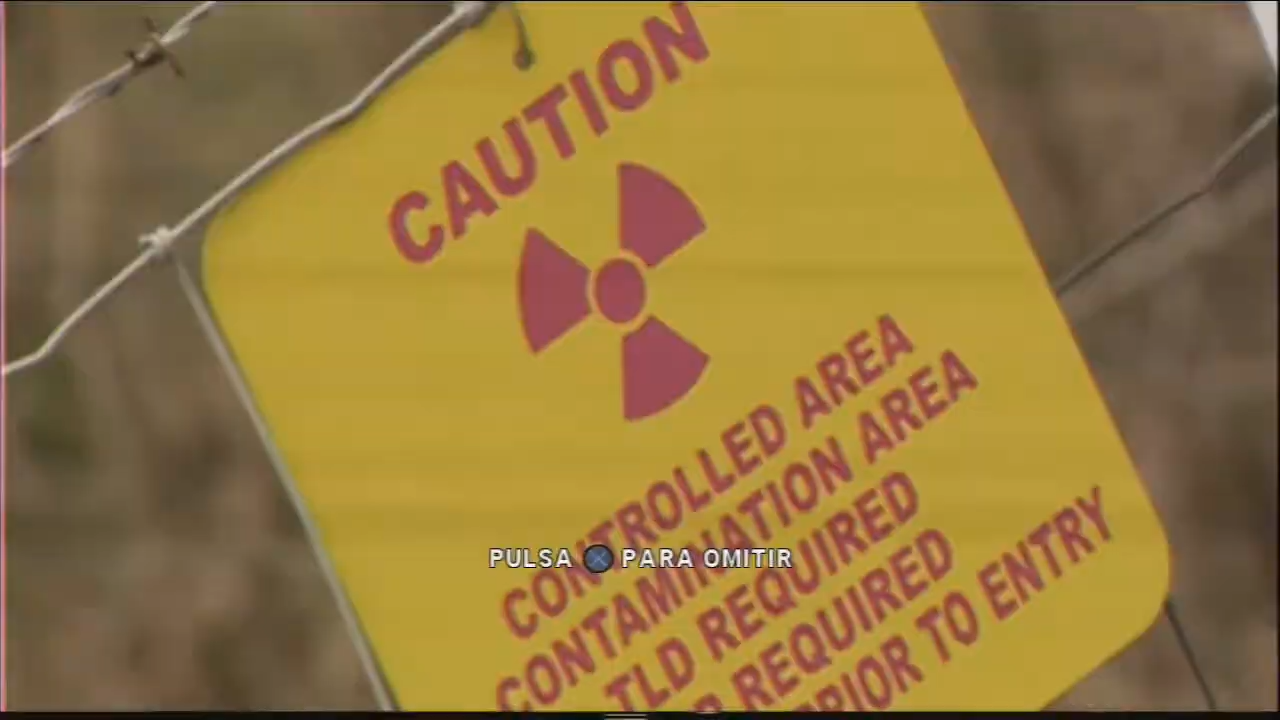 CAUTION
CONTROLLED AREA
CONTAMINATION AREA
TLD REQUIRED
REQUIRED
PRIOR TO ENTRY
PULSA PARA OMITIR